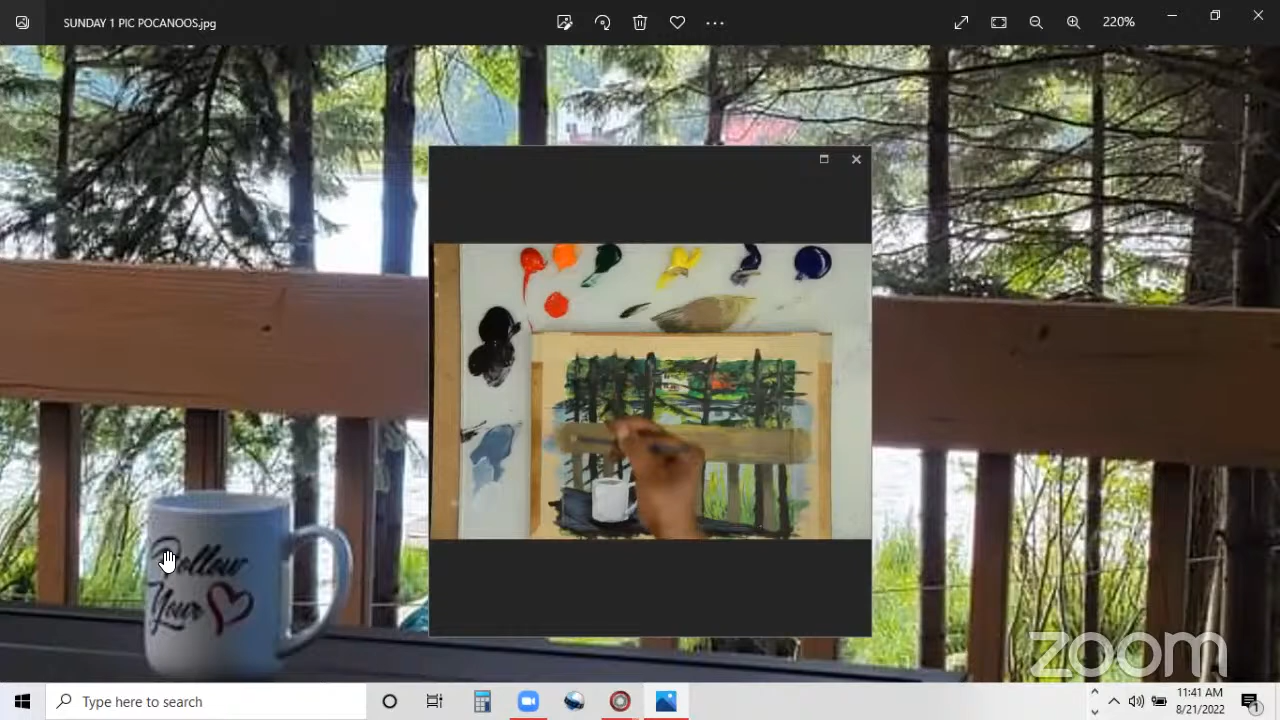 SUNDAY 1 PIC POCANOOS.jpg
220%
Follow
Your
zoom
Type here to search
11:41 AM
8/21/2022
1